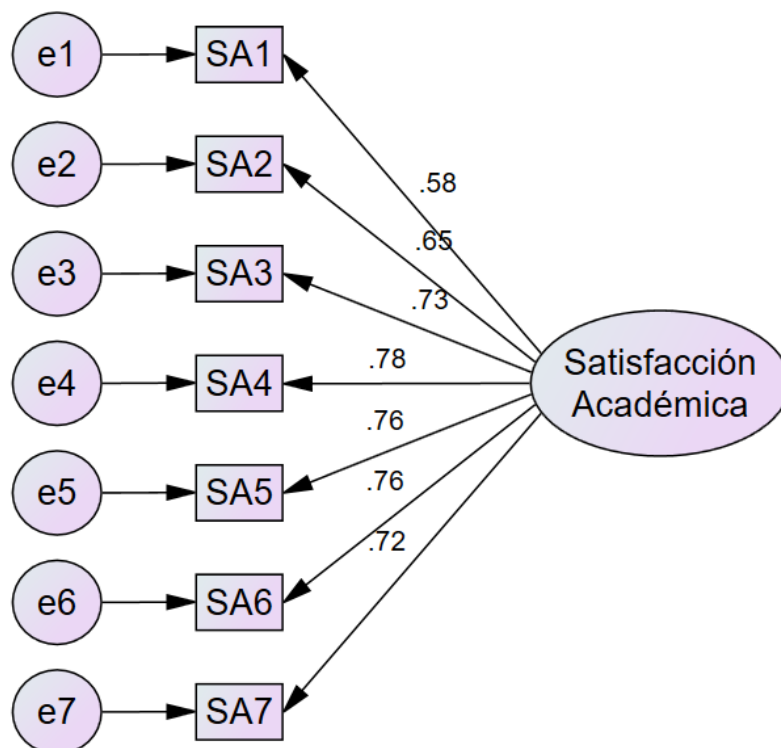 e1 SA1
.58
e2 SA2
.65
e3 SA3
.73
Satisfacción
Académica
.78
e4 SA4
.76
e5 SA5
.76
.72
e6 SA6
e7 SA7